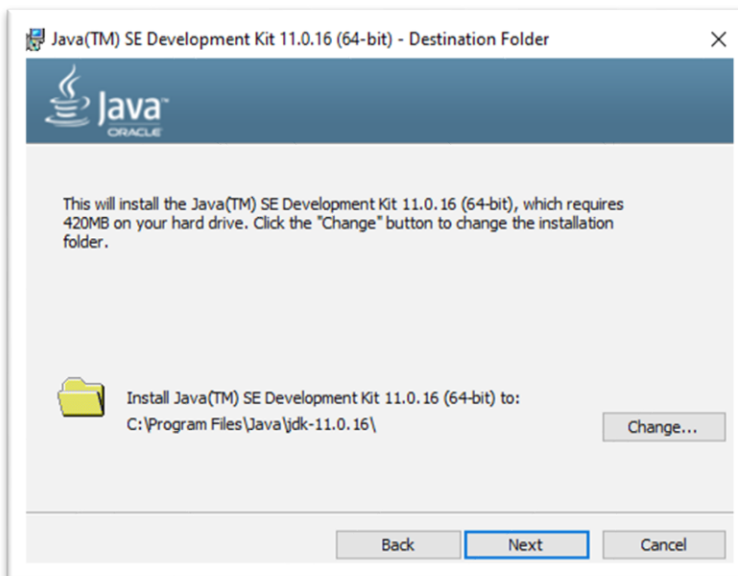 Java(TM) SE Development Kit 11.0.16 (64-bit) - Destination Folder
Java™
ORACLE
This will install the Java(TM) SE Development Kit 11.0.16 (64-bit), which requires
420MB on your hard drive. Click the "Change" button to change the installation
folder.
Install Java(TM) SE Development Kit 11.0.16 (64-bit) to:
C:\Program Files\Java\jdk-11.0.16\
Change...
Back
Next
Cancel